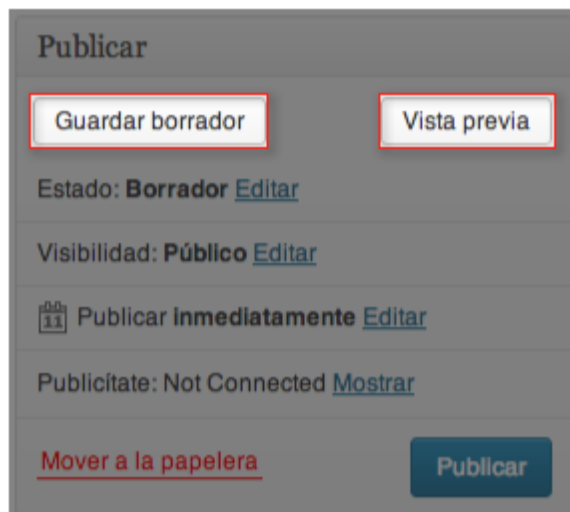 Publicar
Guardar borrador Vista previa
Estado: Borrador Editar
Visibilidad: Público Editar
11 Publicar inmediatamente Editar
Publicítate: Not Connected Mostrar
Mover a la papelera Publicar